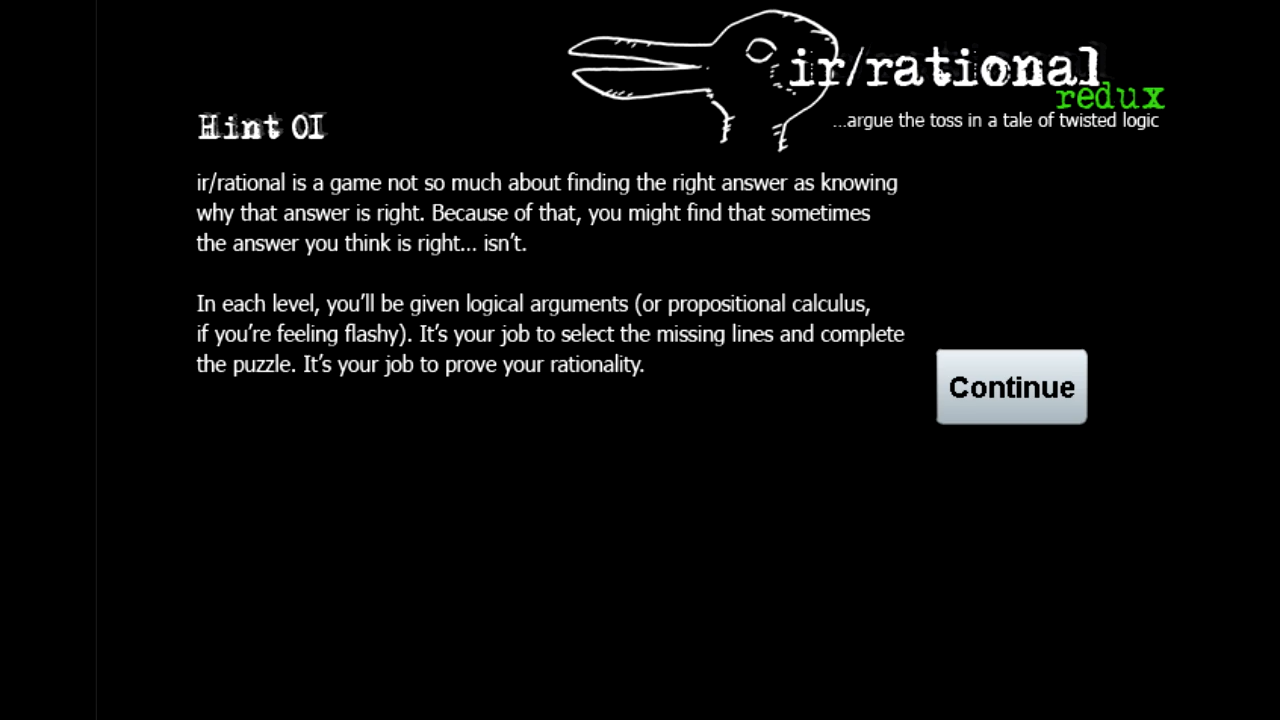 ir/rational
redux
...argue the toss in a tale of twisted logic
Hint 01
ir/rational is a game not so much about finding the right answer as knowing
why that answer is right. Because of that, you might find that sometimes
the answer you think is right... isn’t.
In each level, you’ll be given logical arguments (or propositional calculus,
if you’re feeling flashy). It’s your job to select the missing lines and complete
the puzzle. It’s your job to prove your rationality.
Continue